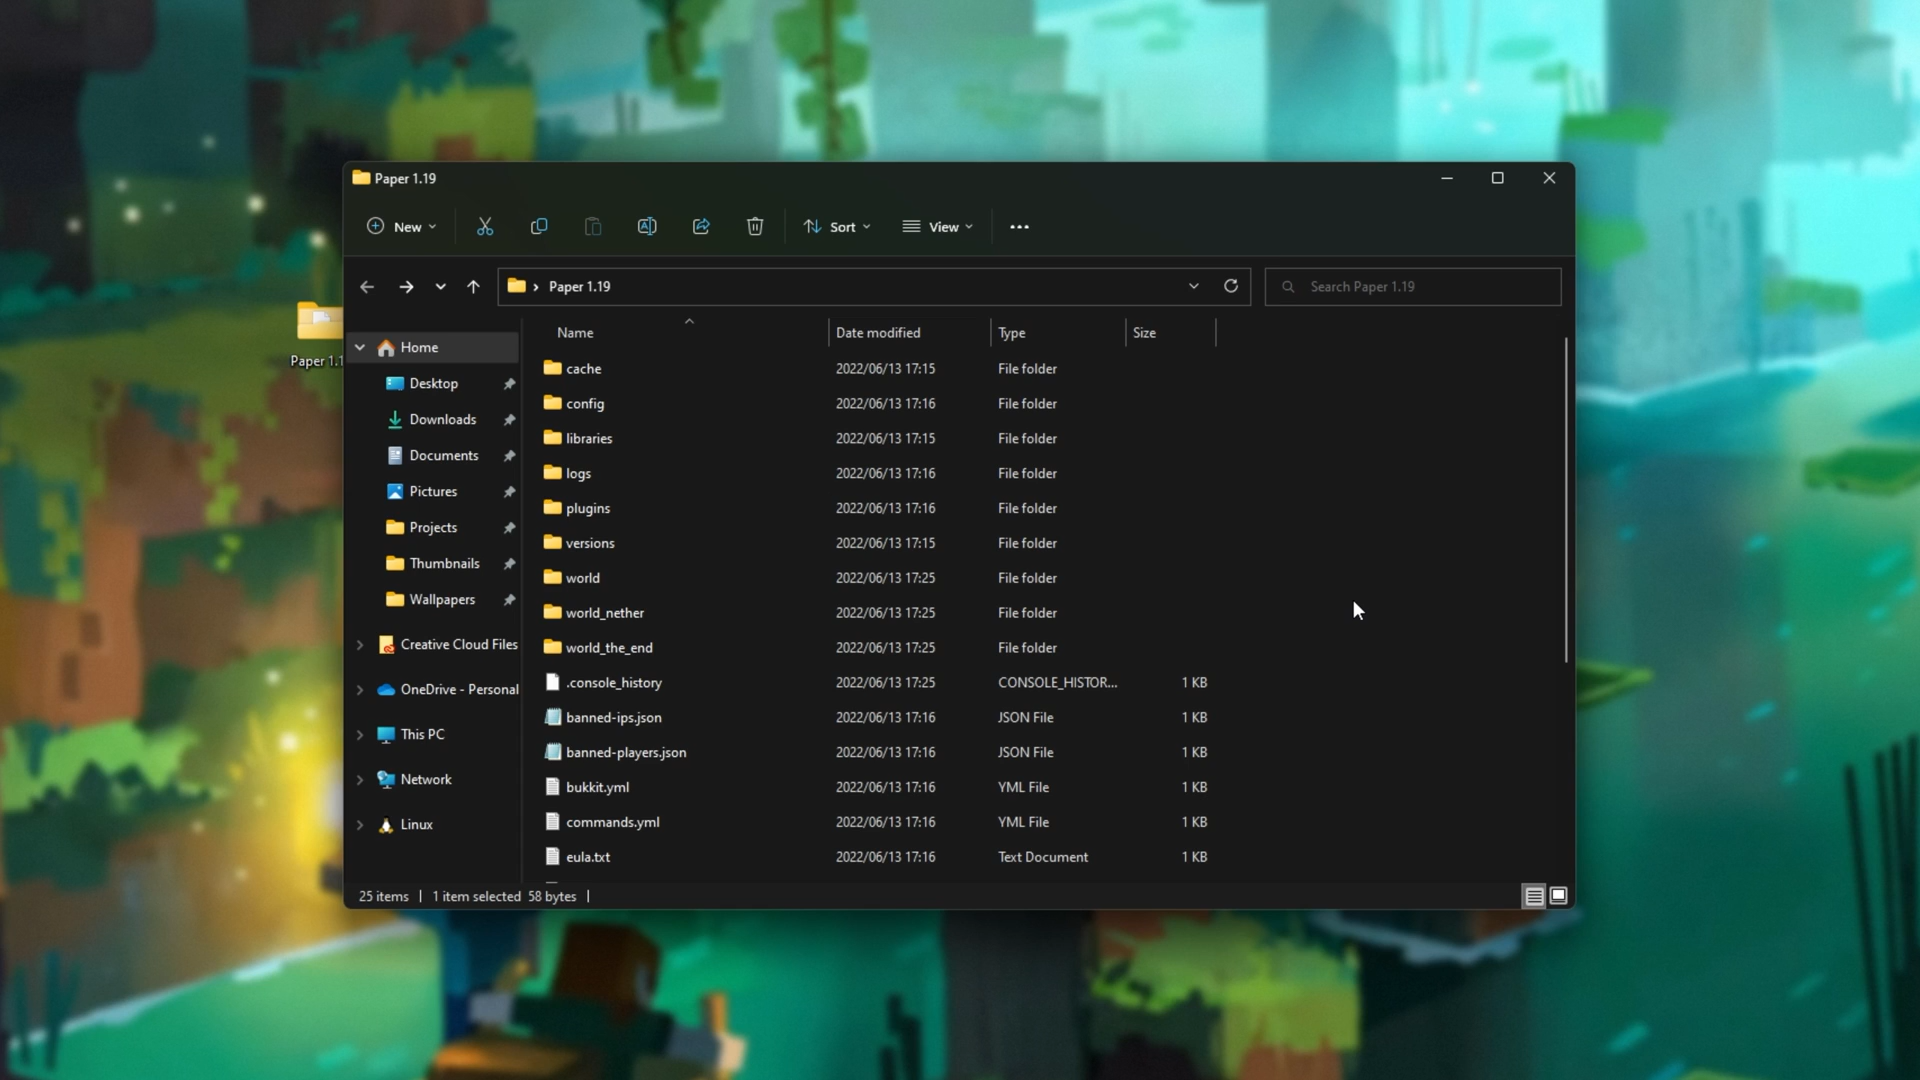 Paper 1.19
New
Sort
View
Paper 1.19
Search Paper 1.19
Paper 1.1
Home
Desktop
Downloads
Documents
Pictures
Projects
Thumbnails
Wallpapers
Creative Cloud Files
OneDrive - Personal
This PC
Network
Linux
Name Date modified Type Size
cache 2022/06/13 17:15 File folder
config 2022/06/13 17:16 File folder
libraries 2022/06/13 17:15 File folder
logs 2022/06/13 17:16 File folder
plugins 2022/06/13 17:16 File folder
versions 2022/06/13 17:15 File folder
world 2022/06/13 17:25 File folder
world_nether 2022/06/13 17:25 File folder
world_the_end 2022/06/13 17:25 File folder
.console_history 2022/06/13 17:25 CONSOLE_HISTOR... 1 KB
banned-ips.json 2022/06/13 17:16 JSON File 1 KB
banned-players.json 2022/06/13 17:16 JSON File 1 KB
bukkit.yml 2022/06/13 17:16 YML File 1 KB
commands.yml 2022/06/13 17:16 YML File 1 KB
eula.txt 2022/06/13 17:16 Text Document 1 KB
25 items | 1 item selected 58 bytes |